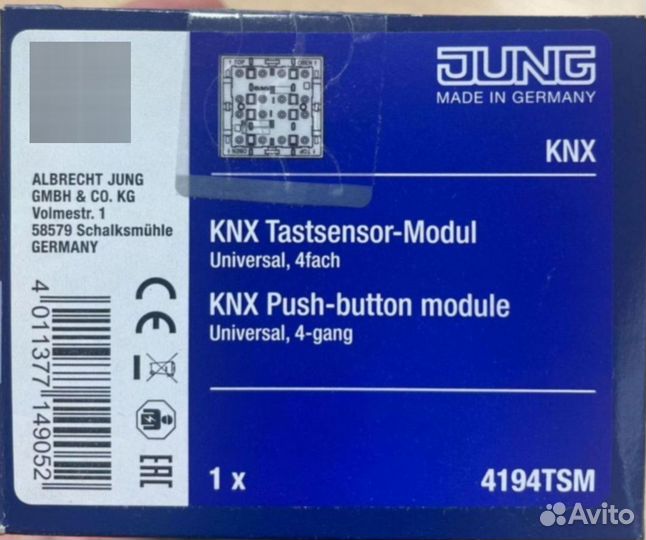 JUNG
MADE IN GERMANY
KNX
ALBRECHT JUNG
GMBH & CO. KG
Volmestr. 1
58579 Schalksmühle
GERMANY
KNX Tastsensor-Modul
Universal, 4fach
KNX Push-button module
Universal, 4-gang
4 011377 149052
CE
EAC
1 x
4194TSM
Avito